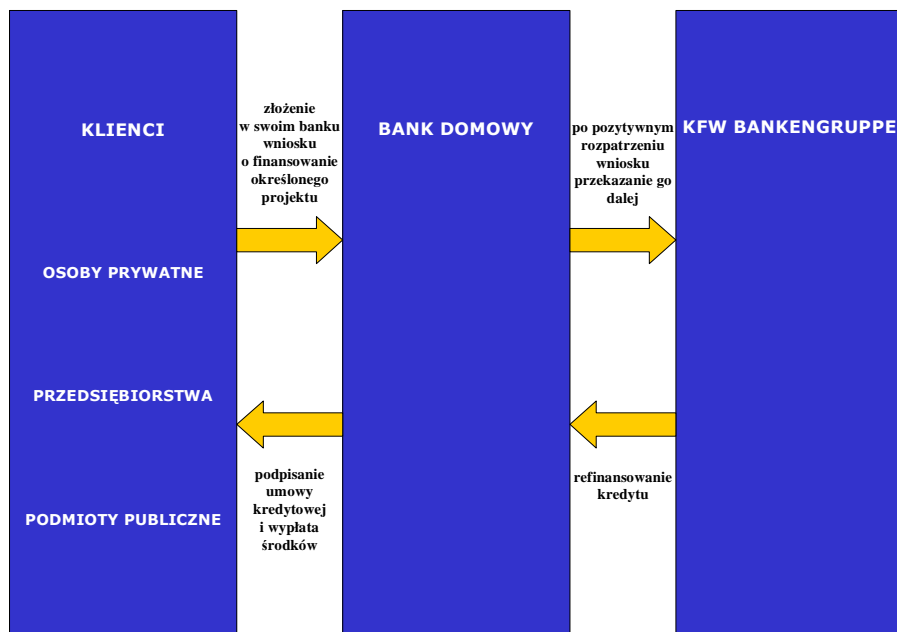 KLIENCI
OSOBY PRYWATNE
PRZEDSIĘBIORSTWA
PODMIOTY PUBLICZNE
złożenie
w swoim banku
wniosku
o finansowanie
określonego
projektu
podpisanie
umowy
kredytowej
i wypłata
środków
BANK DOMOWY
po pozytywnym
rozpatrzeniu
wniosku
przekazanie go
dalej
refinansowanie
kredytu
KFW BANKENGRUPPE